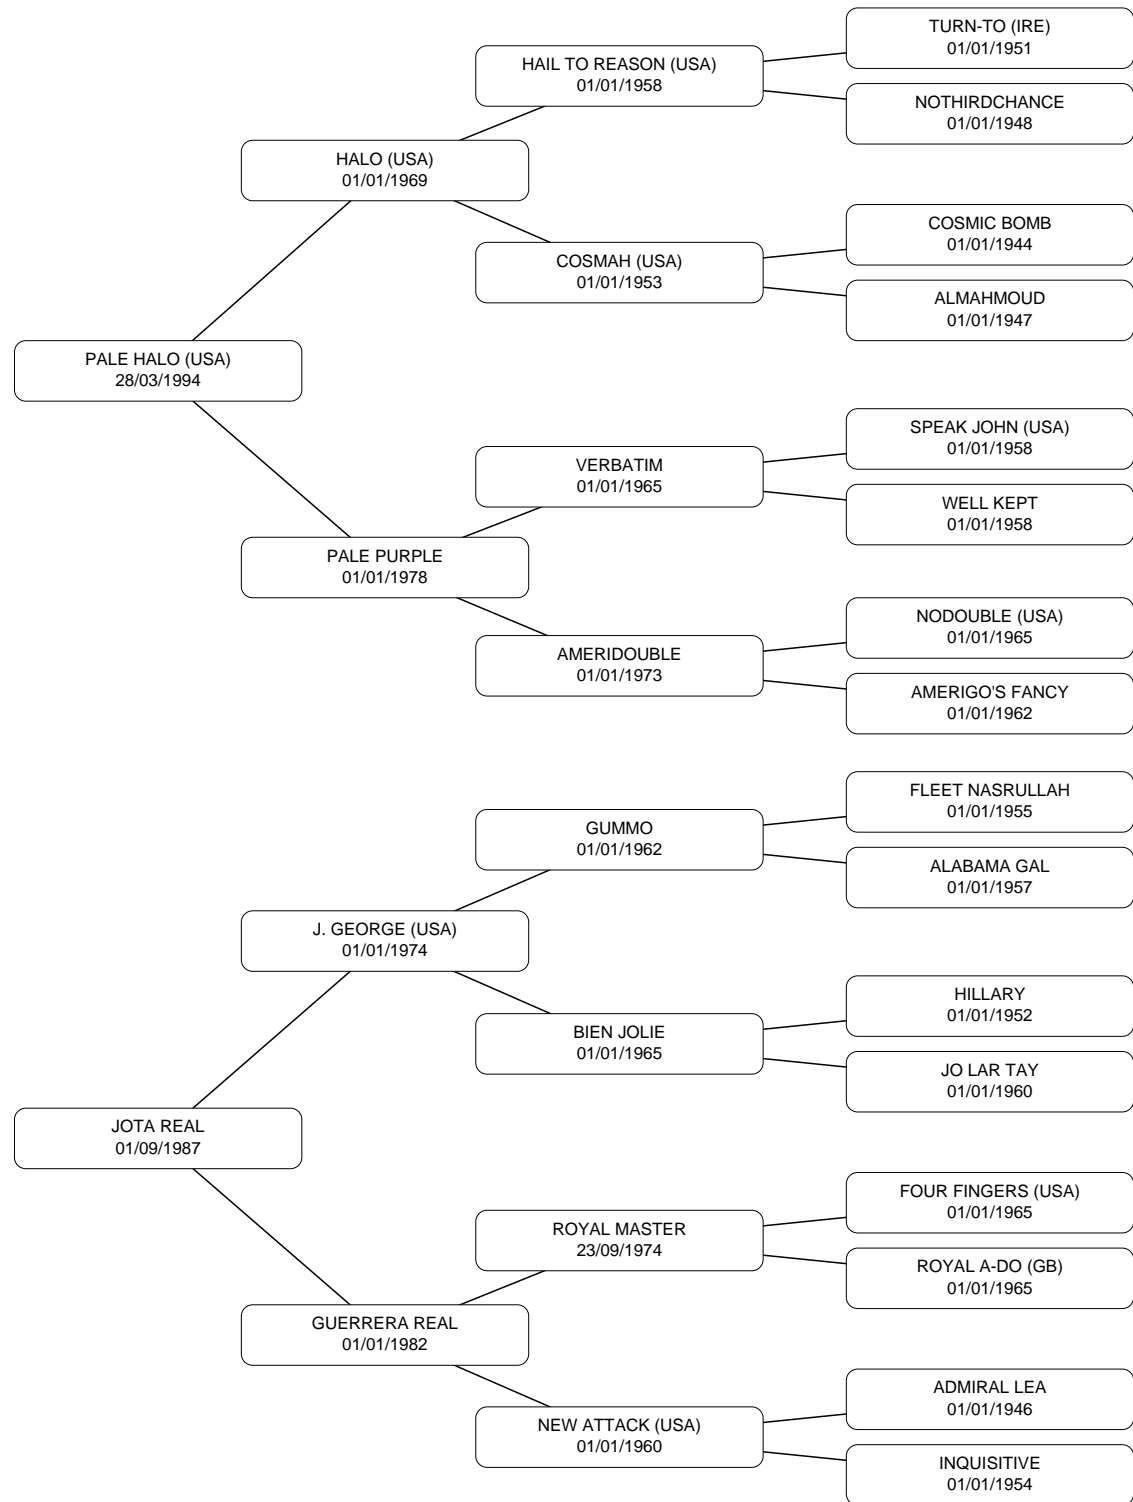 TURN-TO (IRE)
01/01/1951
HAIL TO REASON (USA)
01/01/1958
NOTHIRDCHANCE
01/01/1948
HALO (USA)
01/01/1969
COSMIC BOMB
01/01/1944
COSMAH (USA)
01/01/1953
ALMAHMOUD
01/01/1947
PALE HALO (USA)
28/03/1994
SPEAK JOHN (USA)
01/01/1958
VERBATIM
01/01/1965
WELL KEPT
01/01/1958
PALE PURPLE
01/01/1978
NODOUBLE (USA)
01/01/1965
AMERIDOUBLE
01/01/1973
AMERIGO'S FANCY
01/01/1962
FLEET NASRULLAH
01/01/1955
GUMMO
01/01/1962
ALABAMA GAL
01/01/1957
J. GEORGE (USA)
01/01/1974
HILLARY
01/01/1952
BIEN JOLIE
01/01/1965
JO LAR TAY
01/01/1960
JOTA REAL
01/09/1987
FOUR FINGERS (USA)
01/01/1965
ROYAL MASTER
23/09/1974
ROYAL A-DO (GB)
01/01/1965
GUERRERA REAL
01/01/1982
ADMIRAL LEA
01/01/1946
NEW ATTACK (USA)
01/01/1960
INQUISITIVE
01/01/1954